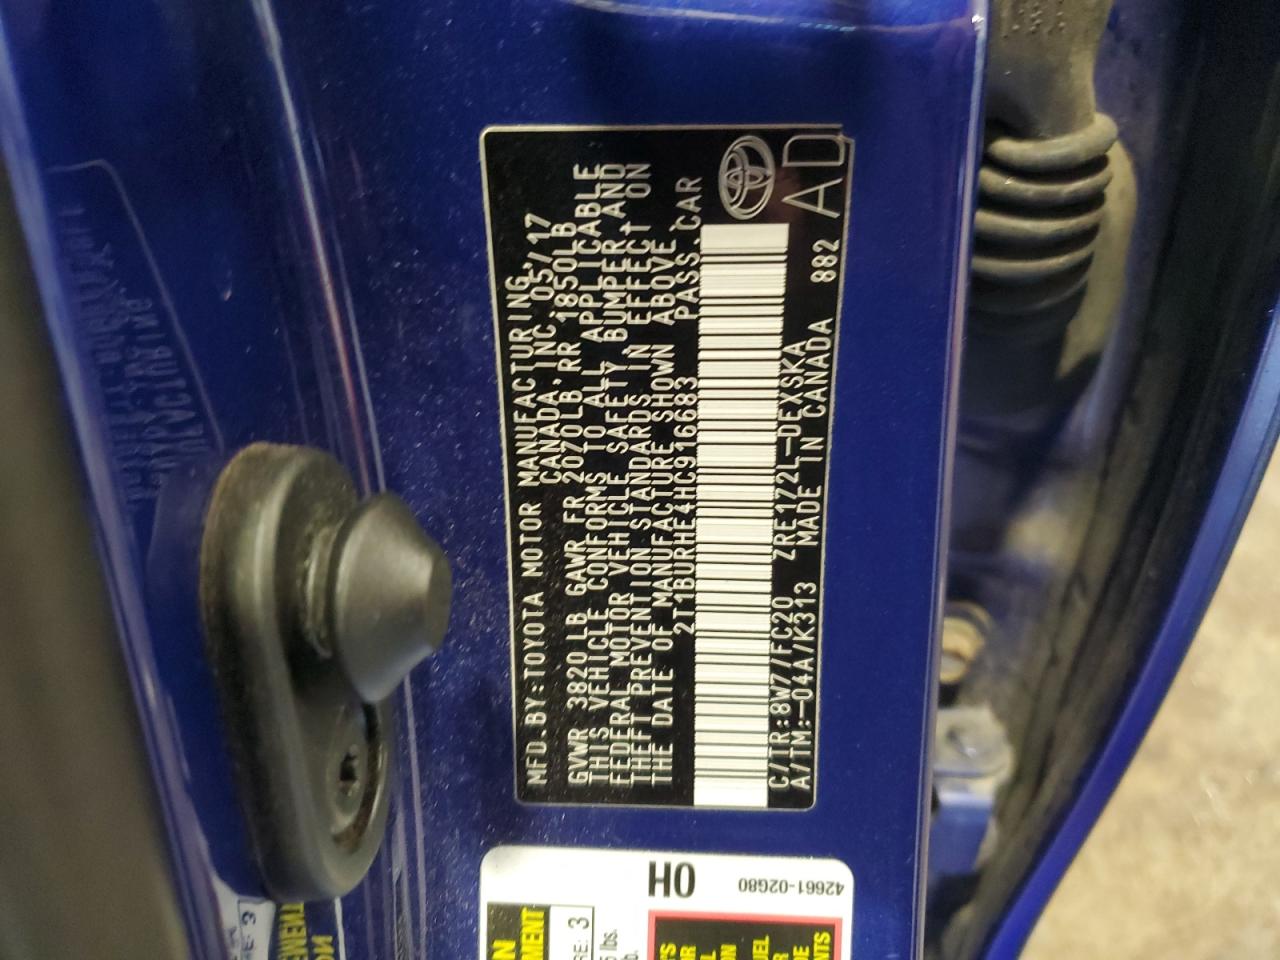 MFD.BY:TOYOTA MOTOR MANUFACTURING,
CANADA,INC.05/17
GVWR 3820LB GAWR FR 2070LB,RR 1850LB
THIS VEHICLE CONFORMS TO ALL APPLICABLE
FEDERAL MOTOR VEHICLE SAFETY BUMPER, AND
THEFT PREVENTION STANDARDS IN EFFECT ON
THE DATE OF MANUFACTURE SHOWN ABOVE.
2T1BURHE4HC916683 PASS.CAR
C/TR:8W7/FC20 ZRE172L-DEXSKA
A/TM:-04A/K313 MADE IN CANADA 882
AD
0H
42661-02G80